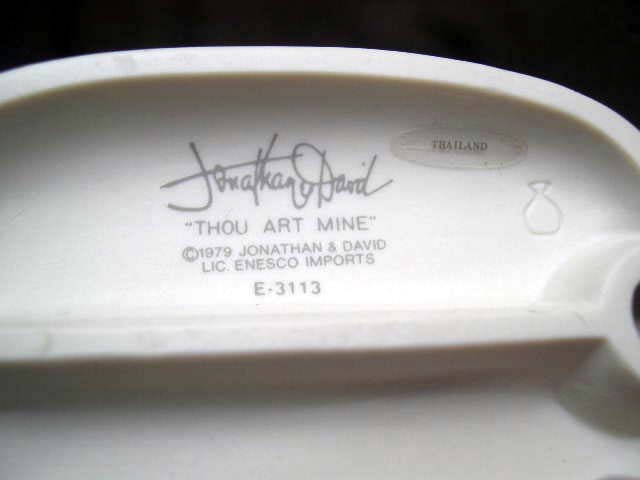 Jonathan & David
THAILAND
"THOU ART MINE"
©1979 JONATHAN & DAVID
LIC. ENESCO IMPORTS
E-3113